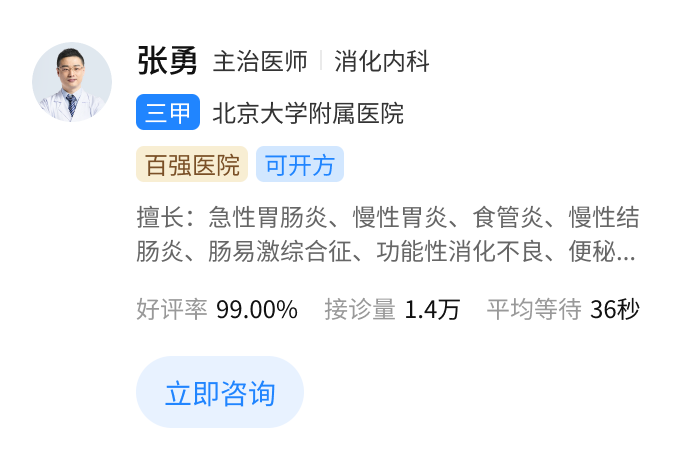 张勇 主治医师 消化内科
三甲 北京大学附属医院
百强医院 可开方
擅长：急性胃肠炎、慢性胃炎、食管炎、慢性结
肠炎、肠易激综合征、功能性消化不良、便秘...
好评率 99.00% 接诊量 1.4万 平均等待 36秒
立即咨询